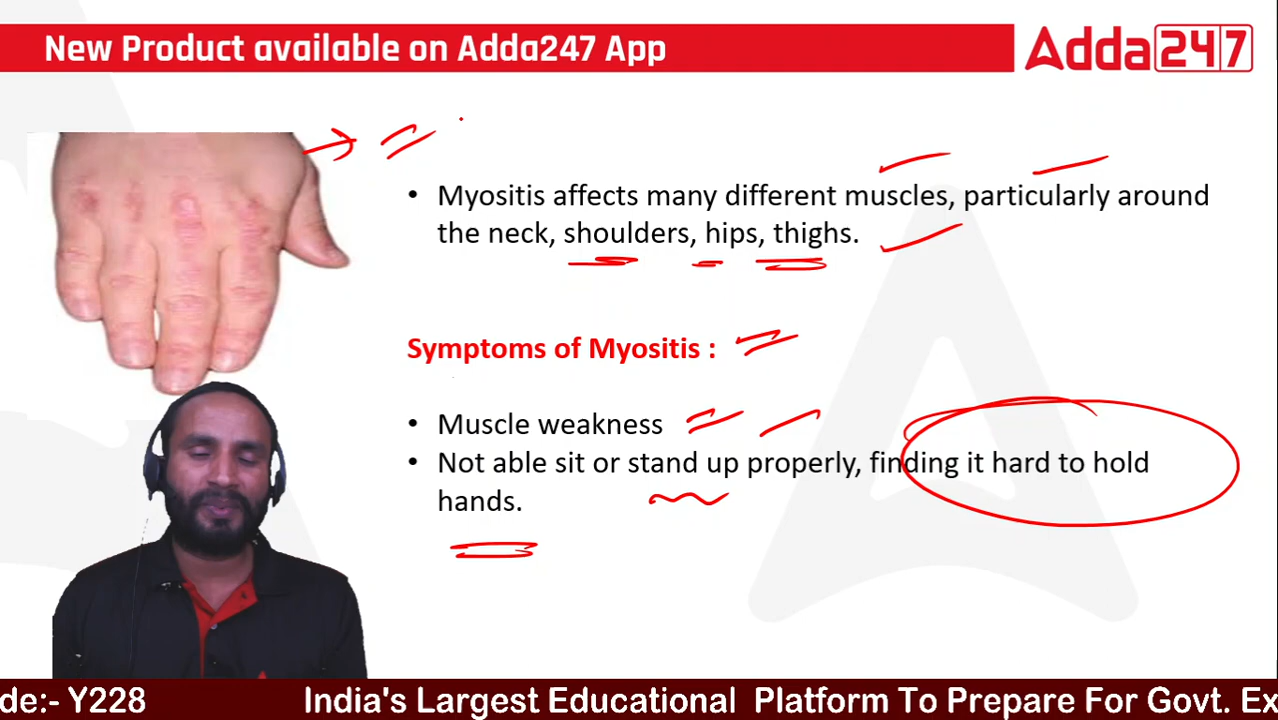 New Product available on Adda247 App
Adda247
• Myositis affects many different muscles, particularly around
the neck, shoulders, hips, thighs.
Symptoms of Myositis :
• Muscle weakness
• Not able sit or stand up properly, finding it hard to hold
hands.
de:- Y228 India's Largest Educational Platform To Prepare For Govt. Ex